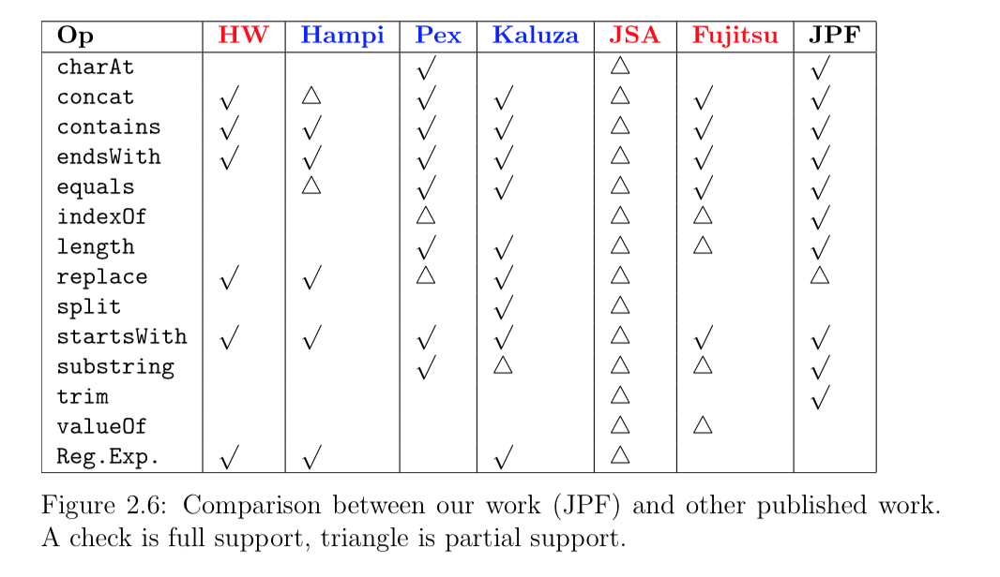 Op HW Hampi Pex Kaluza JSA Fujitsu JPF
charAt √ △ √
concat √ △ √ √ △ √ √
contains √ √ √ √ △ √ √
endsWith √ √ √ √ △ √ √
equals △ √ √ △ √ √
indexOf △ △ △ √
length √ √ △ △ √
replace √ √ △ √ △ △
split √ △
startsWith √ √ √ √ △ √ √
substring √ △ △ △ √
trim △ √
valueOf △ △
Reg.Exp. √ √ √ △
Figure 2.6: Comparison between our work (JPF) and other published work.
A check is full support, triangle is partial support.